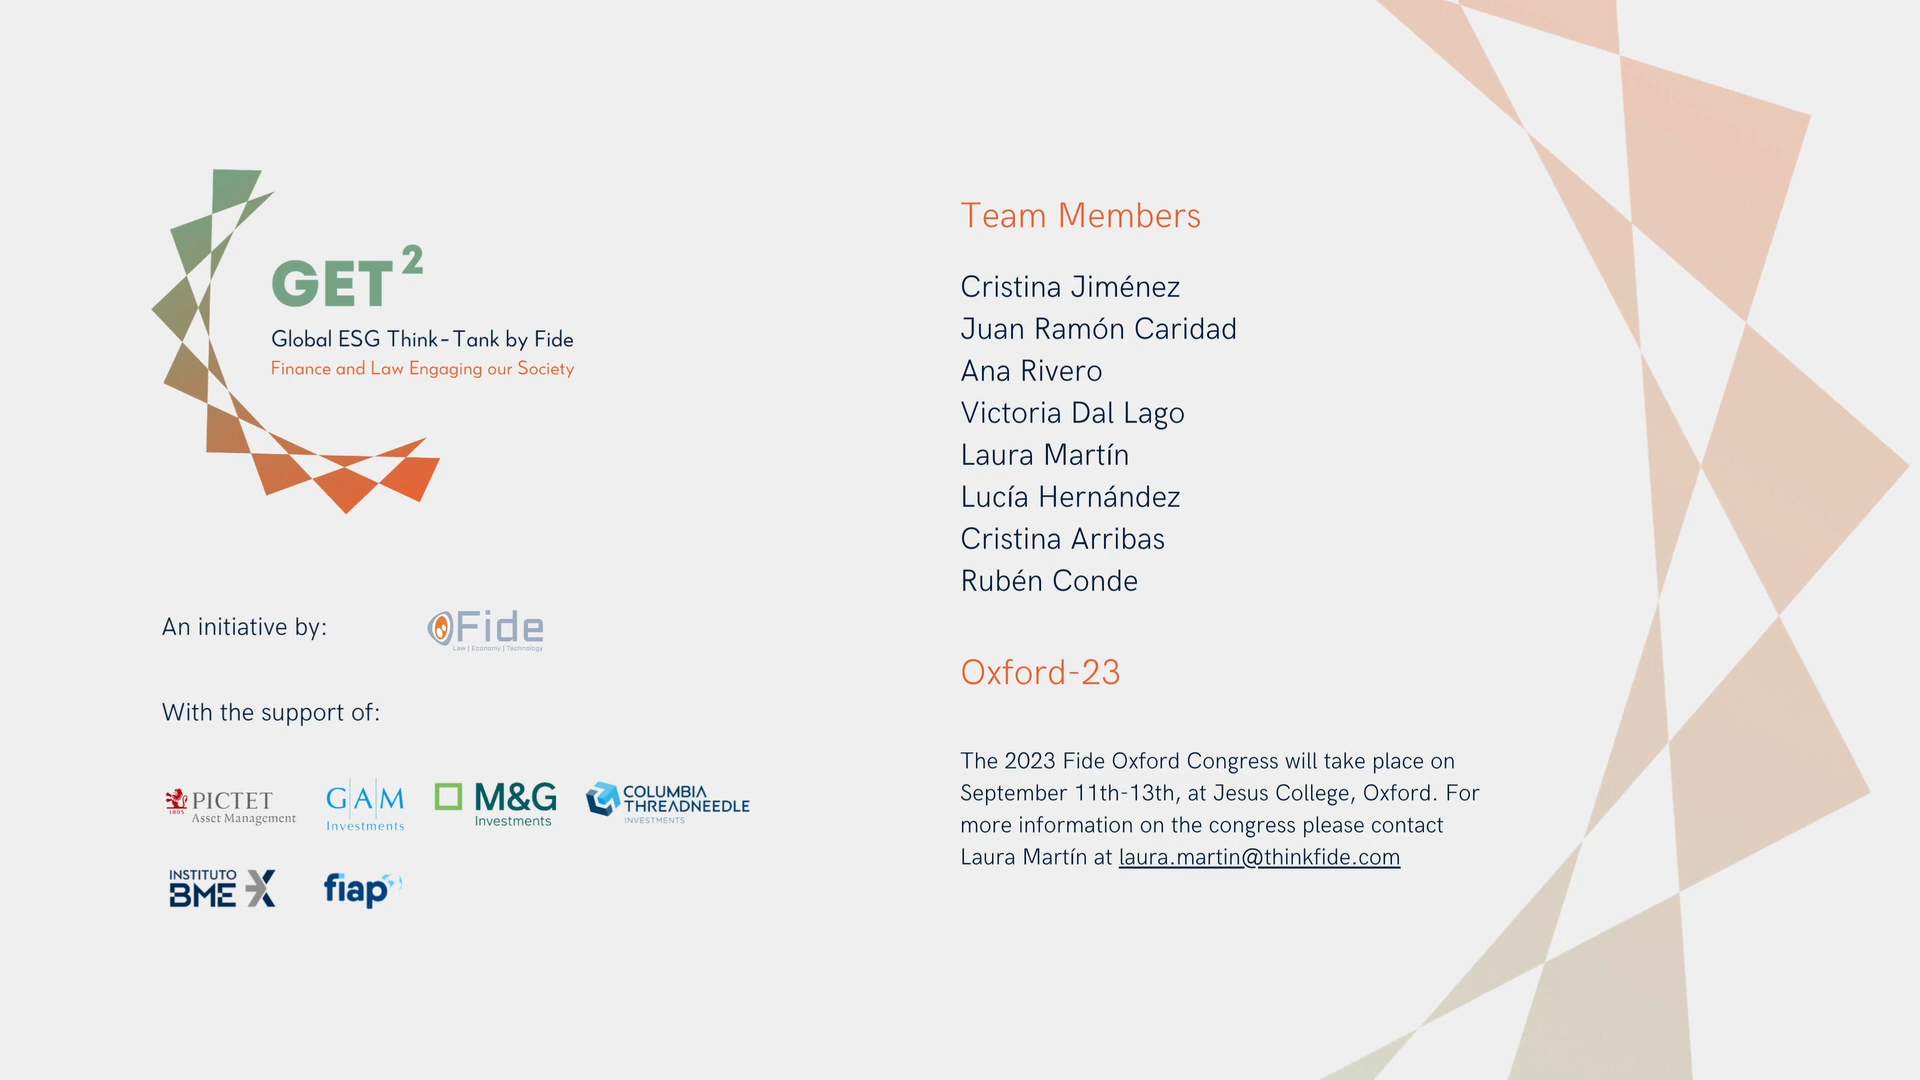 GET²
Global ESG Think-Tank by Fide
Finance and Law Engaging our Society
An initiative by:
Fide
Law | Economy | Technology
With the support of:
PICTET
1805
Asset Management
GAM
Investments
M&G
Investments
COLUMBIA
THREADNEEDLE
INVESTMENTS
INSTITUTO
BME X
fiap
Team Members
Cristina Jiménez
Juan Ramón Caridad
Ana Rivero
Victoria Dal Lago
Laura Martín
Lucía Hernández
Cristina Arribas
Rubén Conde
Oxford-23
The 2023 Fide Oxford Congress will take place on
September 11th-13th, at Jesus College, Oxford. For
more information on the congress please contact
Laura Martín at laura.martin@thinkfide.com